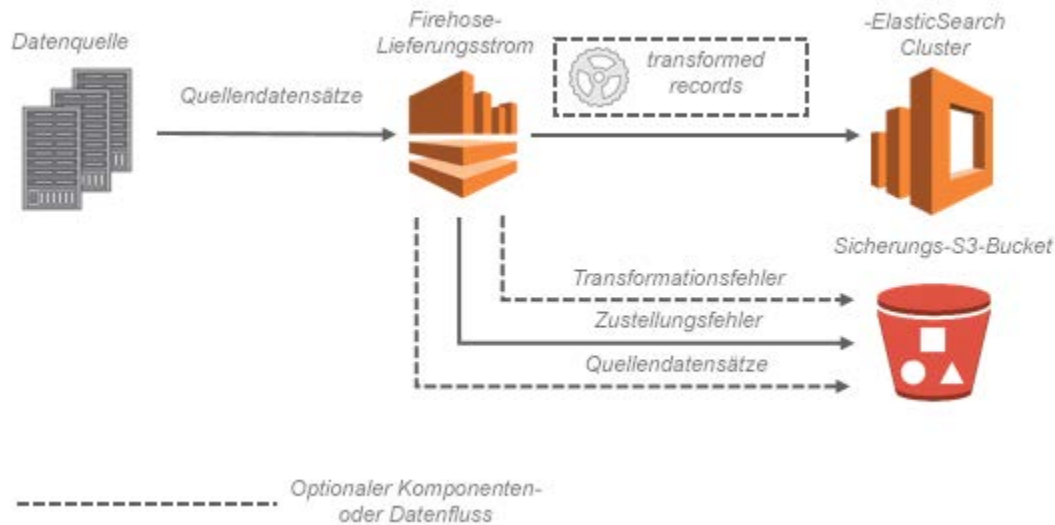 Datenquelle
Quellendatensätze
Firehose-
Lieferungsstrom
transformed
records
-ElasticSearch
Cluster
Sicherungs-S3-Bucket
Transformationsfehler
Zustellungsfehler
Quellendatensätze
Optionaler Komponenten-
oder Datenfluss